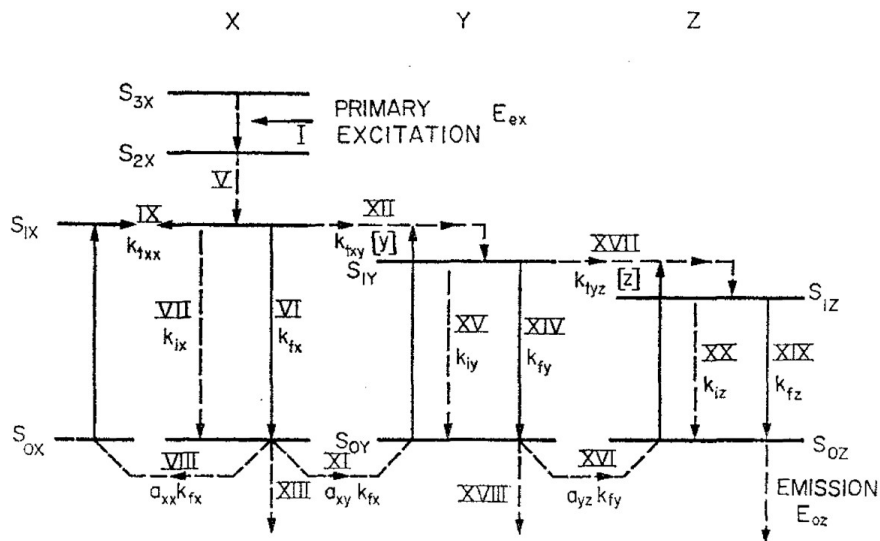 X Y Z
S3X
PRIMARY EXCITATION Eex
I
S2X
V
S1X IX XII
ktxx ktxy [y] XVII
S1Y ktyz [z]
S1Z
VII VI XV XIV XX XIX
kix kfx kiy kfy kiz kfz
S0X S0Y S0Z
VIII XI XVI
axx kfx XIII axy kfx XVIII ayz kfy
EMISSION
Eoz